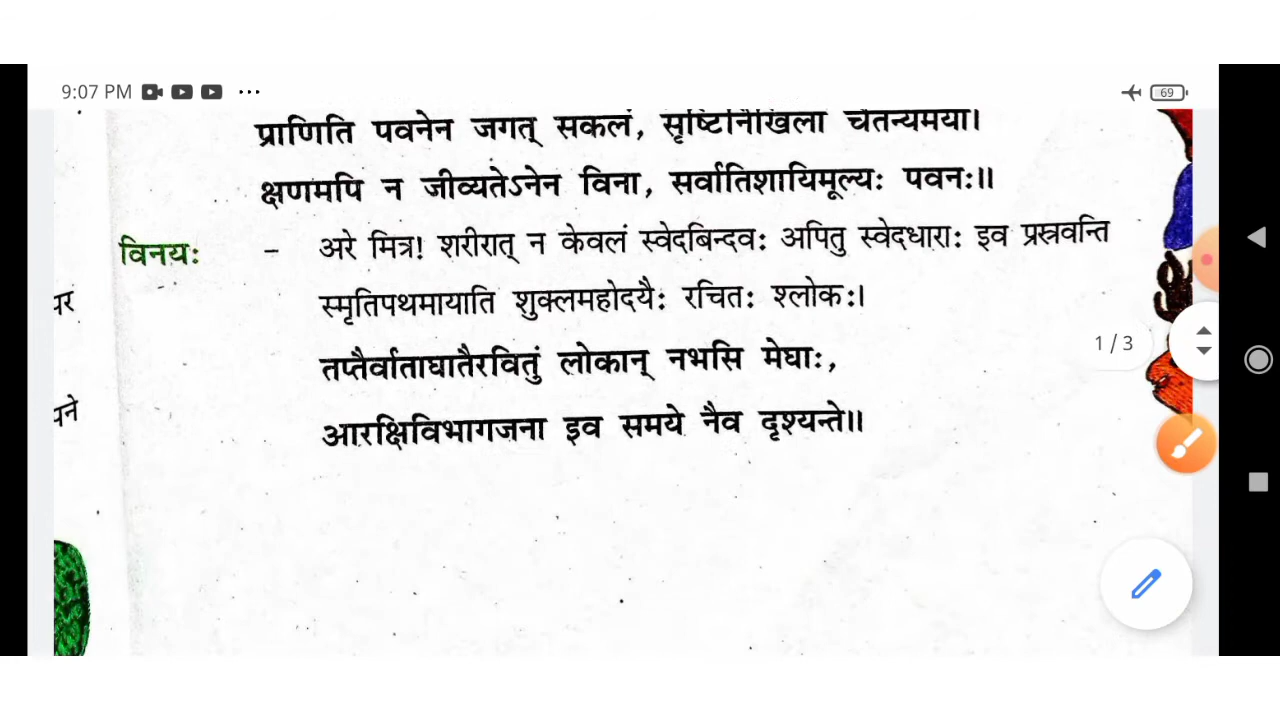 9:07 PM
69
प्राणिति पवनेन जगत् सकलं, सृष्टिर्निखिला चैतन्यमयी।
क्षणमपि न जीव्यतेऽनेन विना, सर्वातिशायिमूल्यः पवनः॥
विनयः - अरे मित्र! शरीरात् न केवलं स्वेदबिन्दवः अपितु स्वेदधाराः इव प्रस्रवन्ति
स्मृतिपथमायाति शुक्लमहोदयैः रचितः श्लोकः।
1 / 3
तप्तैर्वाताघातैरवितुं लोकान् नभसि मेघाः,
आरक्षिविभागजना इव समये नैव दृश्यन्ते॥